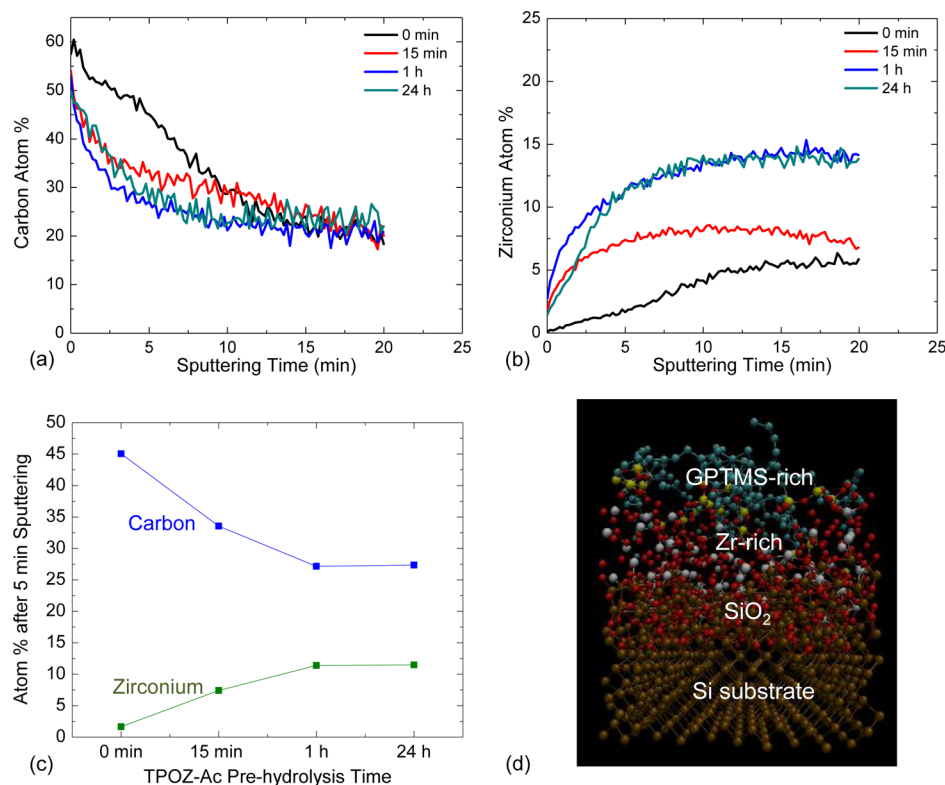 0 min
15 min
1 h
24 h
60
50
40
30
20
10
0
Carbon Atom %
0 5 10 15 20 25
Sputtering Time (min)
(a)
0 min
15 min
1 h
24 h
25
20
15
10
5
0
Zirconium Atom %
0 5 10 15 20 25
Sputtering Time (min)
(b)
50
45
40
35
30
25
20
15
10
5
0
Atom % after 5 min Sputtering
Carbon
Zirconium
0 min 15 min 1 h 24 h
TPOZ-Ac Pre-hydrolysis Time
(c)
GPTMS-rich
Zr-rich
SiO₂
Si substrate
(d)